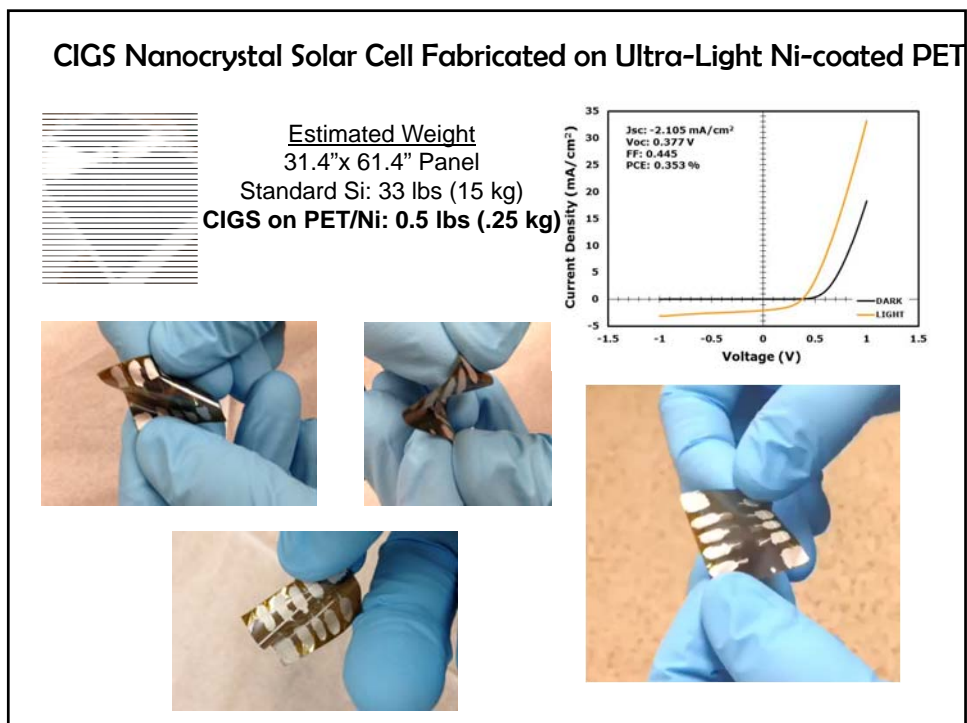 CIGS Nanocrystal Solar Cell Fabricated on Ultra-Light Ni-coated PET
Estimated Weight
31.4”x 61.4” Panel
Standard Si: 33 lbs (15 kg)
CIGS on PET/Ni: 0.5 lbs (.25 kg)
Jsc: -2.105 mA/cm²
Voc: 0.377 V
FF: 0.445
PCE: 0.353 %
Current Density (mA/cm²)
35
30
25
20
15
10
5
0
-5
-1.5 -1 -0.5 0 0.5 1 1.5
Voltage (V)
DARK
LIGHT